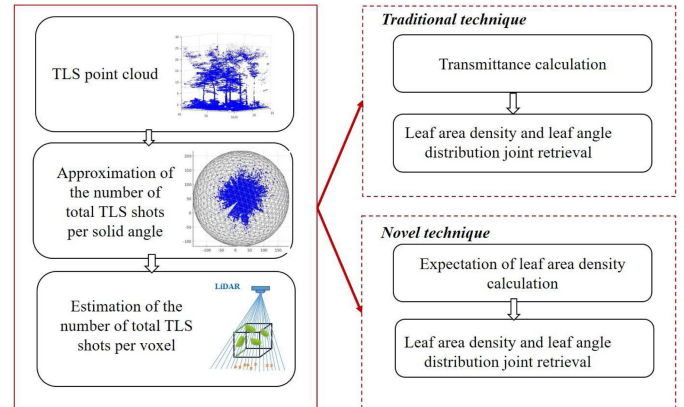 TLS point cloud
Approximation of
the number of
total TLS shots
per solid angle
Estimation of the
number of total TLS
shots per voxel
LiDAR
Traditional technique
Transmittance calculation
Leaf area density and leaf angle
distribution joint retrieval
Novel technique
Expectation of leaf area density
calculation
Leaf area density and leaf angle
distribution joint retrieval